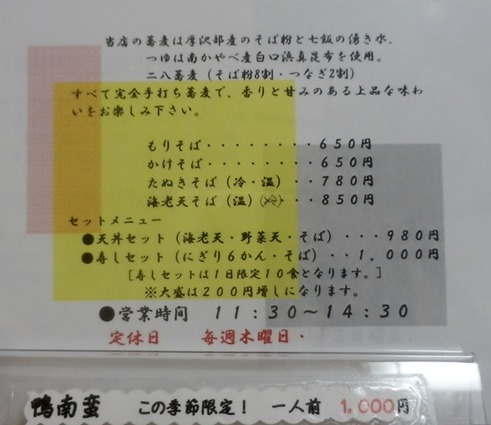 当店の蕎麦は厚沢部産のそば粉と七飯の湧き水、
つゆは南かやべ産白口浜真昆布を使用。
二八蕎麦(そば粉8割・つなぎ2割)
すべて完全手打ち蕎麦で、香りと甘みのある上品な味わ
いをお楽しみ下さい。
もりそば・・・・・・・・650円
かけそば・・・・・・・・650円
たぬきそば(冷・温)・・780円
海老天そば(温)・・850円
セットメニュー
●天丼セット(海老天・野菜天・そば)・・・980円
●寿しセット(にぎり6かん・そば)・・1,000円
[寿しセットは1日限定10食となります。]
※大盛は200円増しになります。
●営業時間 11:30～14:30
定休日 毎週木曜日・
鴨南蛮 この季節限定! 一人前 1,000円